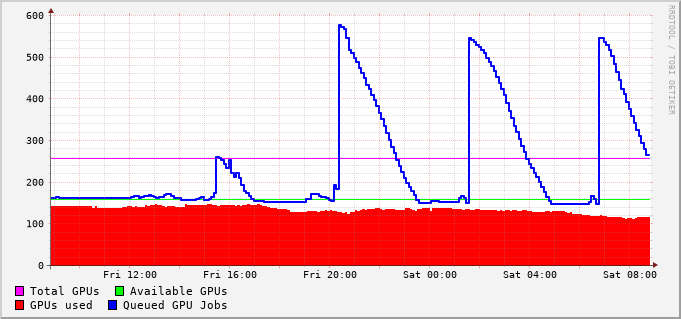 RRDTOOL / TOBI OETIKER
600
500
400
300
200
100
0
Fri 12:00 Fri 16:00 Fri 20:00 Sat 00:00 Sat 04:00 Sat 08:00
Total GPUs Available GPUs
GPUs used Queued GPU Jobs